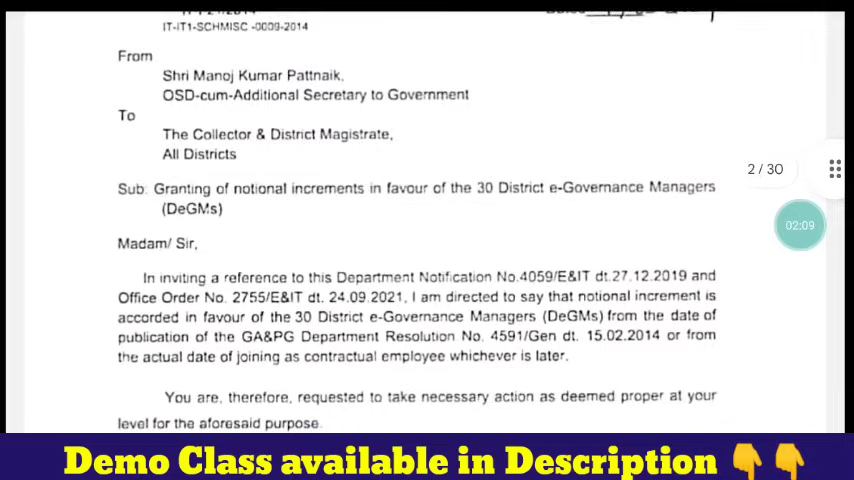 IT-IT1-SCHMISC -0009-2014
From
Shri Manoj Kumar Pattnaik,
OSD-cum-Additional Secretary to Government
To
The Collector & District Magistrate,
All Districts
Sub: Granting of notional increments in favour of the 30 District e-Governance Managers
(DeGMs)
2 / 30
02:09
Madam/ Sir,
In inviting a reference to this Department Notification No.4059/E&IT dt.27.12.2019 and
Office Order No. 2755/E&IT dt. 24.09.2021, I am directed to say that notional increment is
accorded in favour of the 30 District e-Governance Managers (DeGMs) from the date of
publication of the GA&PG Department Resolution No. 4591/Gen dt. 15.02.2014 or from
the actual date of joining as contractual employee whichever is later.
You are, therefore, requested to take necessary action as deemed proper at your
level for the aforesaid purpose.
Demo Class available in Description 👇👇